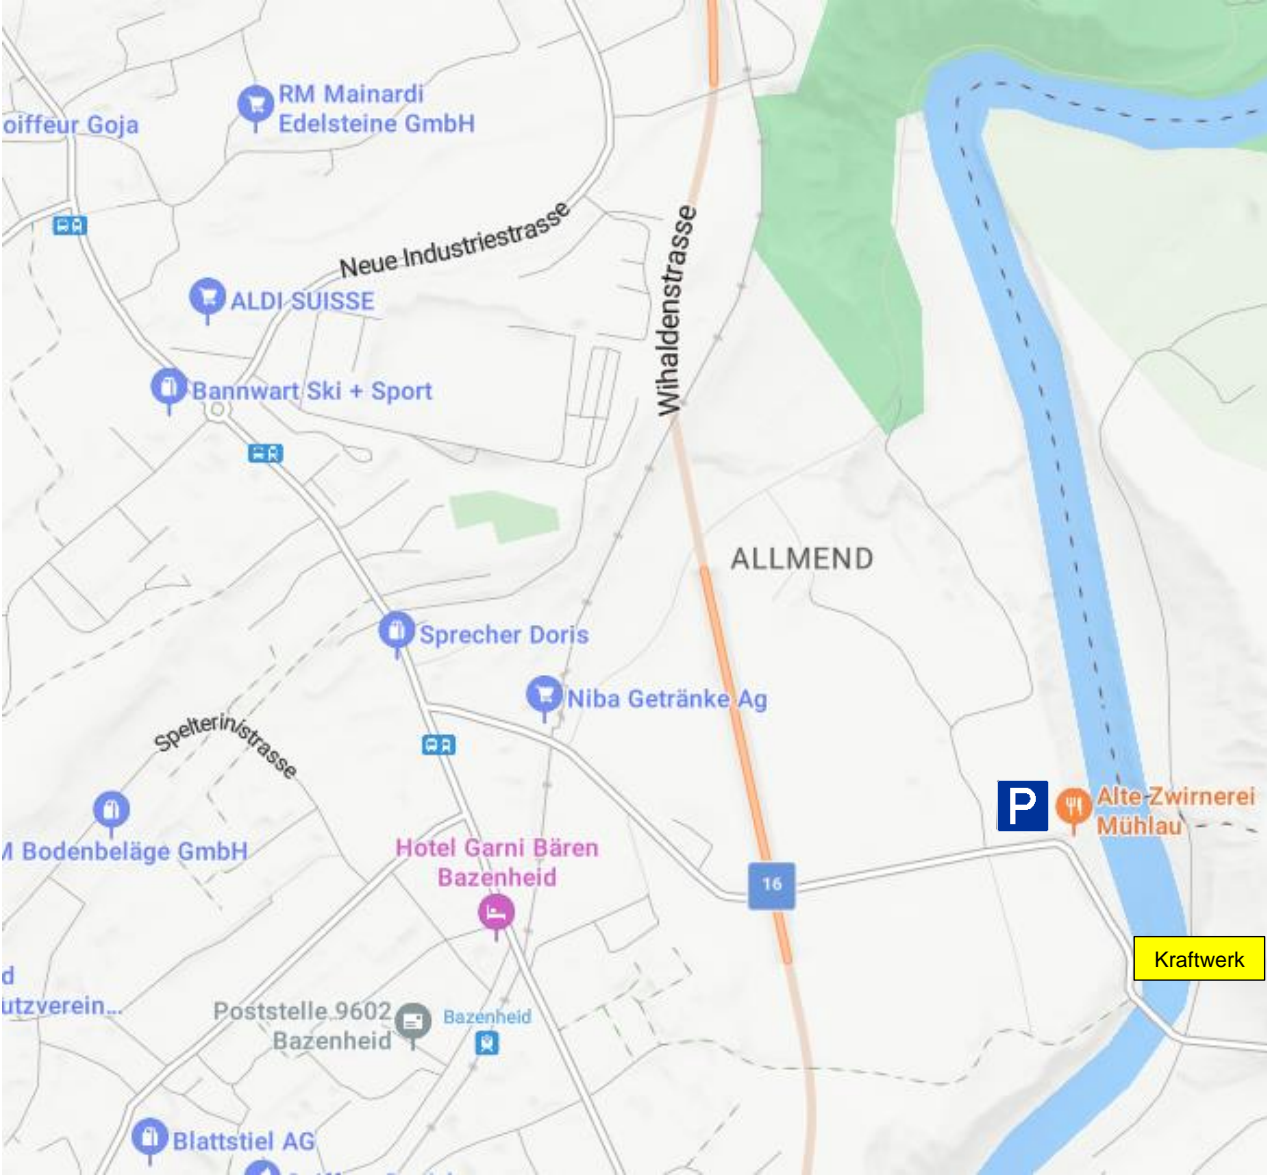 RM Mainardi
Edelsteine GmbH
oiffeur Goja
Neue Industriestrasse
Wihaldenstrasse
ALDI SUISSE
Bannwart Ski + Sport
ALLMEND
Sprecher Doris
Niba Getränke Ag
Spelterinistrasse
P
Alte Zwirnerei
Mühlau
M Bodenbeläge GmbH
Hotel Garni Bären
Bazenheid
16
Kraftwerk
d
utzverein...
Poststelle 9602
Bazenheid
Bazenheid
Blattstiel AG